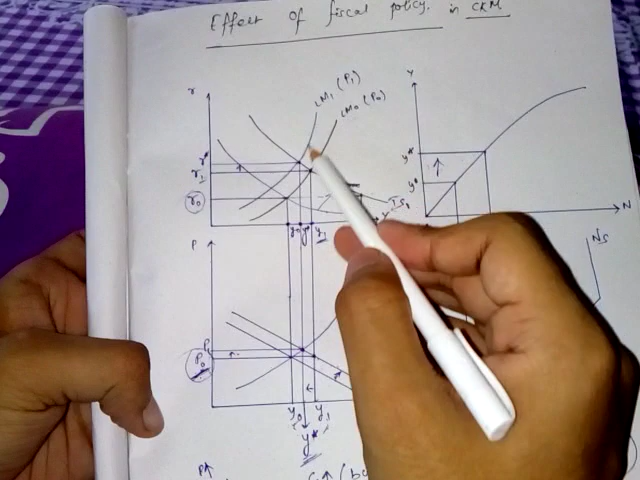 Effect of fiscal policy. in CKM
r
LM₁ (P₁)
LM₀ (P₀)
Y
r*
r₁
r₀
IS₁
y₀ y* y₁
y*
N
P
NS
P₁
P₀
y₀ y₁
y*
P↑